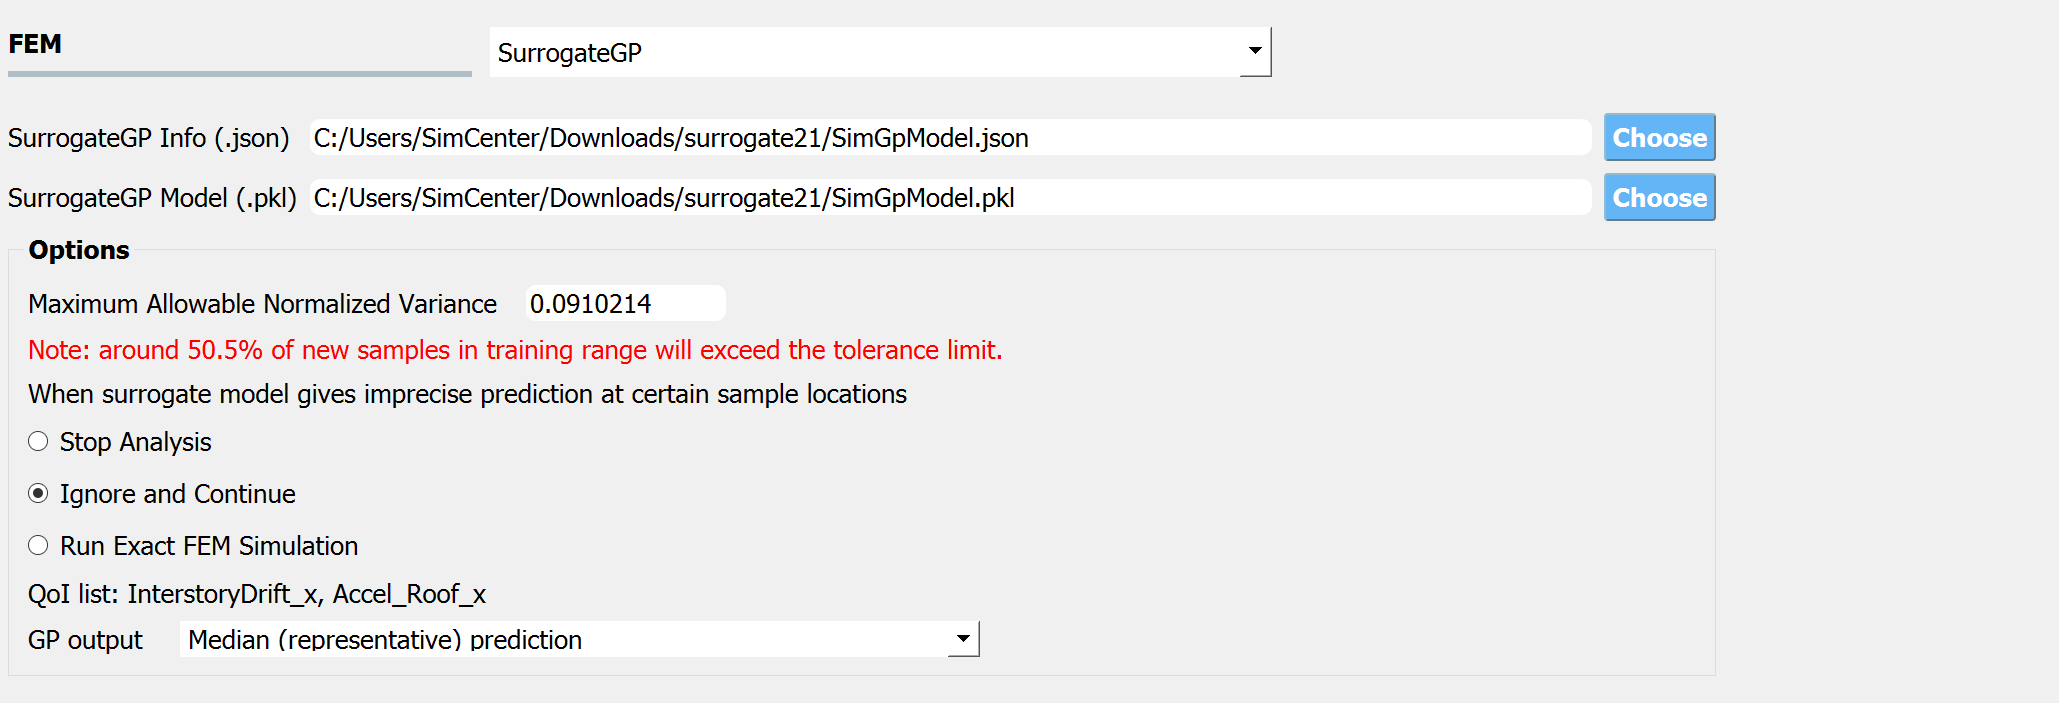 FEM
SurrogateGP
SurrogateGP Info (.json) C:/Users/SimCenter/Downloads/surrogate21/SimGpModel.json Choose
SurrogateGP Model (.pkl) C:/Users/SimCenter/Downloads/surrogate21/SimGpModel.pkl Choose
Options
Maximum Allowable Normalized Variance 0.0910214
Note: around 50.5% of new samples in training range will exceed the tolerance limit.
When surrogate model gives imprecise prediction at certain sample locations
Stop Analysis
Ignore and Continue
Run Exact FEM Simulation
QoI list: InterstoryDrift_x, Accel_Roof_x
GP output Median (representative) prediction